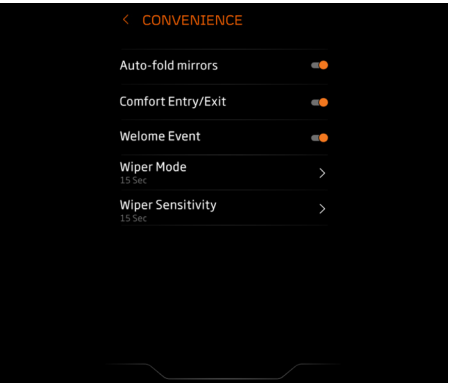 CONVENIENCE
Auto-fold mirrors
Comfort Entry/Exit
Welome Event
Wiper Mode
15 Sec
Wiper Sensitivity
15 Sec